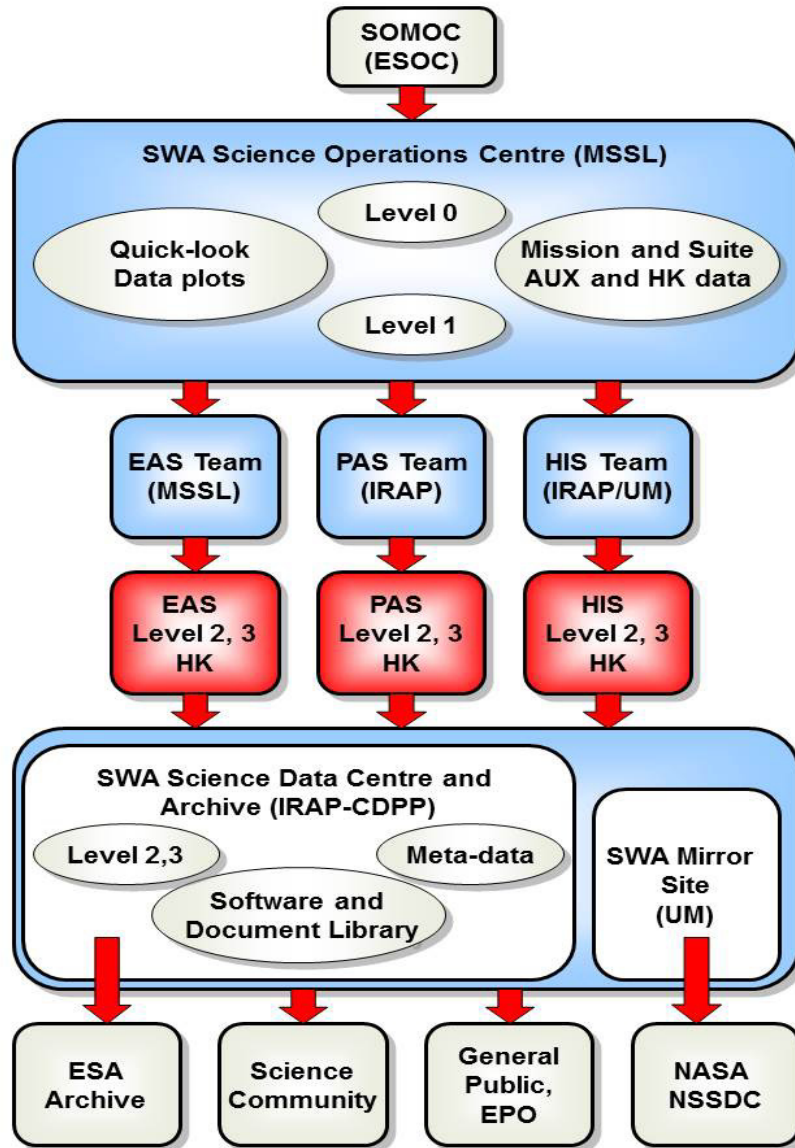 SOMOC
(ESOC)
SWA Science Operations Centre (MSSL)
Level 0
Quick-look
Data plots
Mission and Suite
AUX and HK data
Level 1
EAS Team
(MSSL)
PAS Team
(IRAP)
HIS Team
(IRAP/UM)
EAS
Level 2, 3
HK
PAS
Level 2, 3
HK
HIS
Level 2, 3
HK
SWA Science Data Centre and
Archive (IRAP-CDPP)
Level 2,3
Meta-data
Software and
Document Library
SWA Mirror
Site
(UM)
ESA
Archive
Science
Community
General
Public,
EPO
NASA
NSSDC